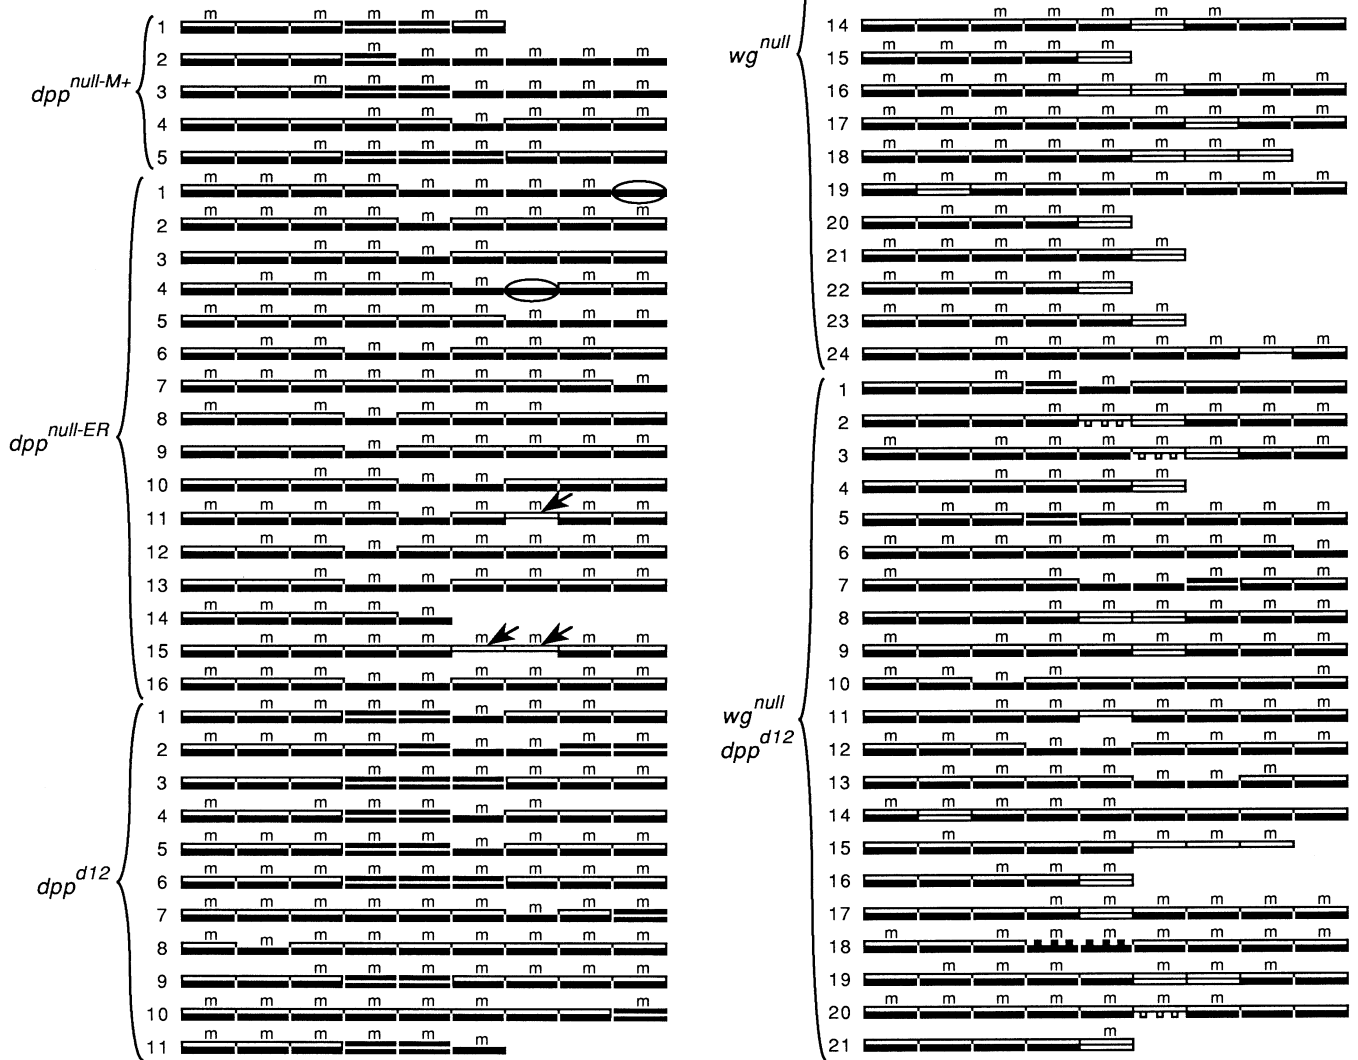 dpp null-M+
1 m m m m m
2 m m m m m m
3 m m m m m m m
4 m m m m m m m
5 m m m m m
dpp null-ER
1 m m m m m m m m
2 m m m m m m m m m
3 m m m m
4 m m m m m m m
5 m m m m m m m m m
6 m m m m m m m
7 m m m m m m m m m
8 m m m m m m
9 m m m m m m
10 m m m m m
11 m m m m m m m m m
12 m m m m m m m m
13 m m m m m m m
14 m m m m m
15 m m m m m m m m
16 m m m m m m m m
dpp d12
1 m m m m m m m
2 m m m m m m m m m
3 m m m m m m m
4 m m m m m m
5 m m m m m m m m
6 m m m m m m m m m
7 m m m m m m m m m
8 m m m m m m m m
9 m m m m m m m
10 m m m m m m
11 m m m m m
wg null
14 m m m m m
15 m m m m m
16 m m m m m m m m m
17 m m m m m m m m m
18 m m m m m m m m
19 m m m m m m m m m
20 m m m m
21 m m m m m m
22 m m m m m
23 m m m m m m
24 m m m m m m m
wg null
dpp d12
1 m m m
2 m m m m m m
3 m m m m m m m m
4 m m m m
5 m m m m m m m m
6 m m m m m m m m m
7 m m m m m m m m
8 m m m m m
9 m m m m m m
10 m m m m m
11 m m m m m m m
12 m m m m m m m m m
13 m m m m m m m
14 m m m m m
15 m m m m m
16 m m m
17 m m m m m m
18 m m m m m m m
19 m m m m m m
20 m m m m m m m
21 m